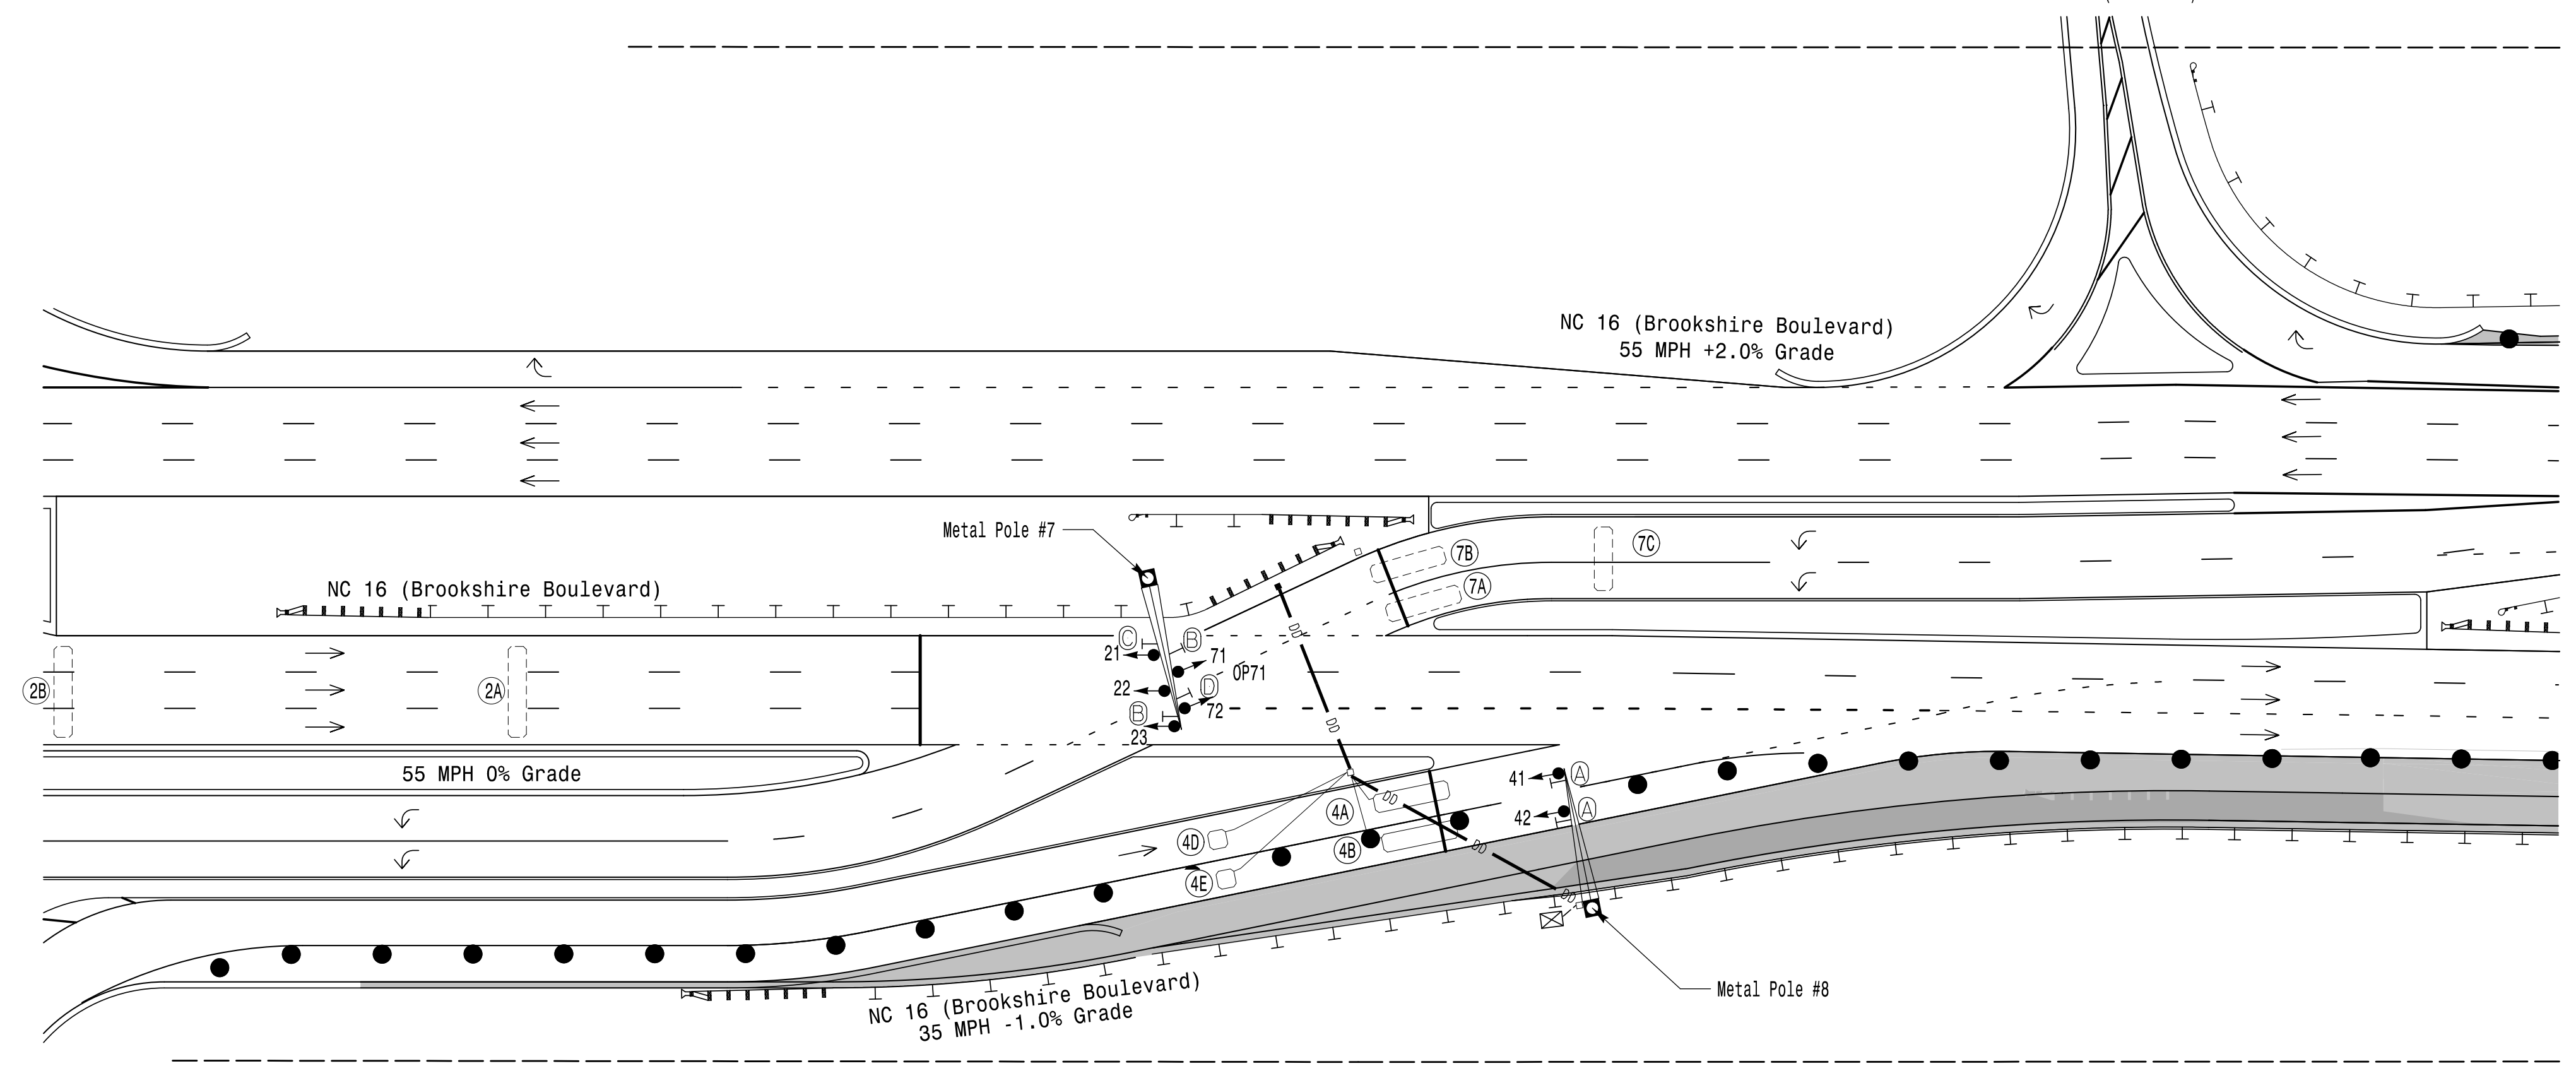 NC 16 (Brookshire Boulevard)
55 MPH +2.0% Grade
Metal Pole #7
7C
7B
7A
NC 16 (Brookshire Boulevard)
C
B
21
71
OP71
2B
2A
22
D
B
72
23
55 MPH 0% Grade
41
A
4A
42
A
4D
4B
4E
NC 16 (Brookshire Boulevard)
35 MPH -1.0% Grade
Metal Pole #8